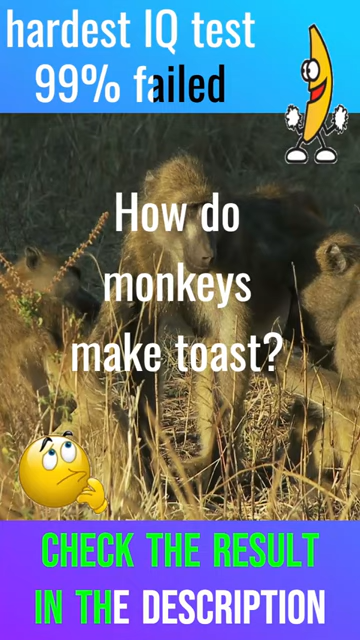 hardest IQ test
99% failed
How do
monkeys
make toast?
CHECK THE RESULT
IN THE DESCRIPTION